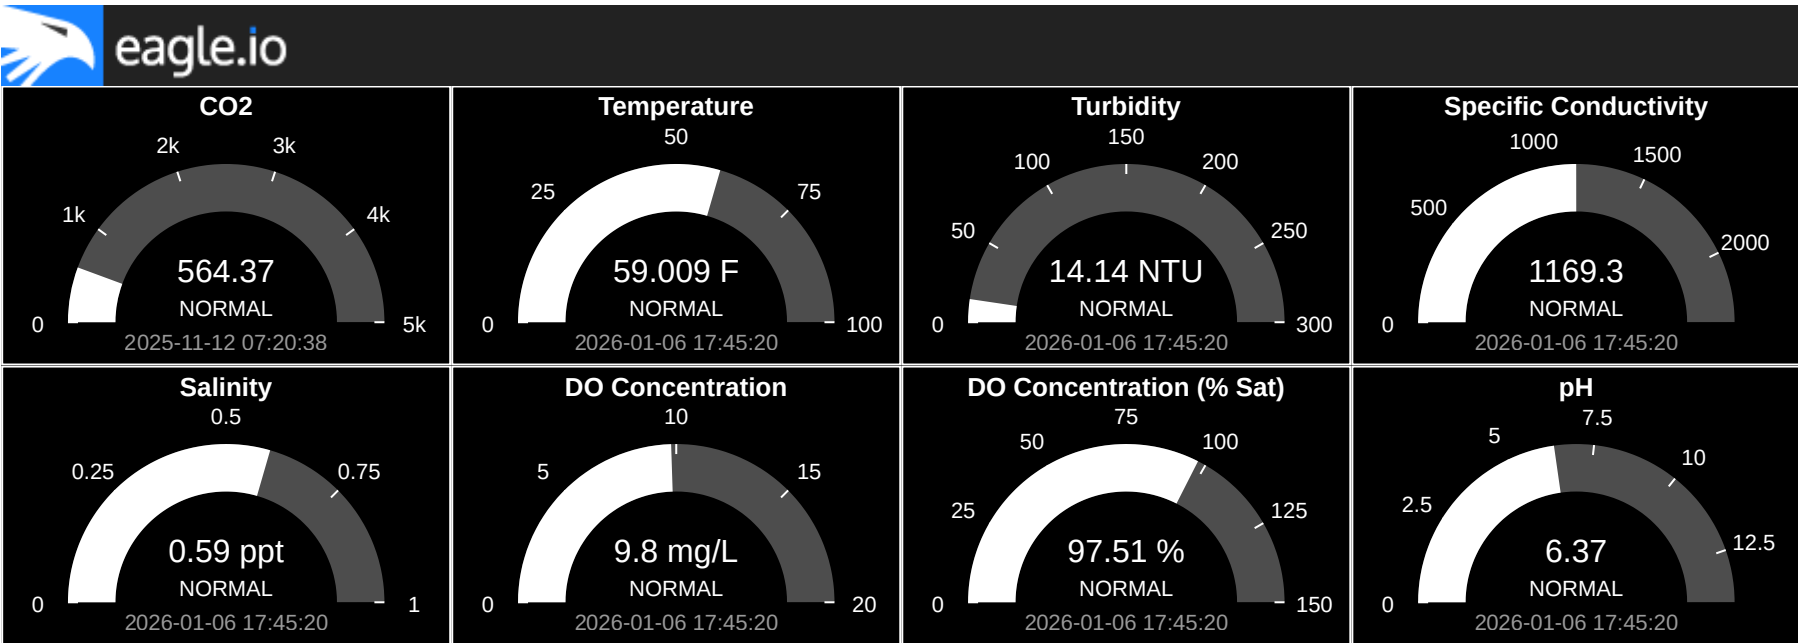 eagle.io
CO2
0
1k
2k
3k
4k
5k
564.37
NORMAL
2025-11-12 07:20:38
Temperature
0
25
50
75
100
59.009 F
NORMAL
2026-01-06 17:45:20
Turbidity
0
50
100
150
200
250
300
14.14 NTU
NORMAL
2026-01-06 17:45:20
Specific Conductivity
0
500
1000
1500
2000
1169.3
NORMAL
2026-01-06 17:45:20
Salinity
0
0.25
0.5
0.75
1
0.59 ppt
NORMAL
2026-01-06 17:45:20
DO Concentration
0
5
10
15
20
9.8 mg/L
NORMAL
2026-01-06 17:45:20
DO Concentration (% Sat)
0
25
50
75
100
125
150
97.51 %
NORMAL
2026-01-06 17:45:20
pH
0
2.5
5
7.5
10
12.5
6.37
NORMAL
2026-01-06 17:45:20